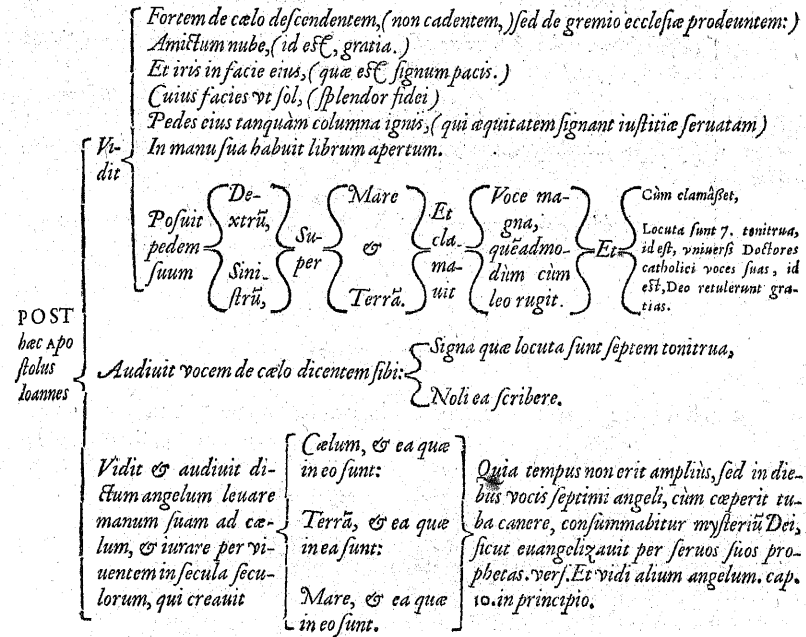 POST
hæc Apo
ſtolus
Ioannes
Vi-
dit
Fortem de cælo deſcendentem, ( non cadentem, ) ſed de gremio eccleſiæ prodeuntem: )
Amictum nube, ( id eſt, gratia. )
Et iris in facie eius, ( quæ eſt ſignum pacis. )
Cuius facies vt ſol, ( ſplendor fidei )
Pedes eius tanquàm columna ignis, ( qui æquitatem ſignant iuſtitiæ ſeruatam )
In manu ſua habuit librum apertum.
Poſuit
pedem
ſuum
De-
xtrũ,
Sini-
ſtrũ,
Su-
per
Mare
&
Terrã.
Et
cla-
ma-
uit
Voce ma-
gna,
quẽadmo-
dùm cùm
leo rugit.
Et
Cùm clamâßet,
Locuta ſunt 7. tonitrua,
id eſt, vniuerſi Doctores
catholici voces ſuas, id
eſt, Deo retulerunt gra-
tias.
Audiuit vocem de cælo dicentem ſibi:
Signa quæ locuta ſunt ſeptem tonitrua,
Noli ea ſcribere.
Vidit & audiuit di-
ctum angelum leuare
manum ſuam ad cæ-
lum, & iurare per vi-
uentem in ſecula ſecu-
lorum, qui creauit
Cælum, & ea quæ
in eo ſunt:
Terrã, & ea quæ
in ea ſunt:
Mare, & ea quæ
in eo ſunt.
Quia tempus non erit ampliùs, ſed in die-
bus vocis ſeptimi angeli, cùm cœperit tu-
ba canere, conſummabitur myſteriũ Dei,
ſicut euangelizauit per ſeruos ſuos pro-
phetas. verſ. Et vidi alium angelum. cap.
10. in principio.